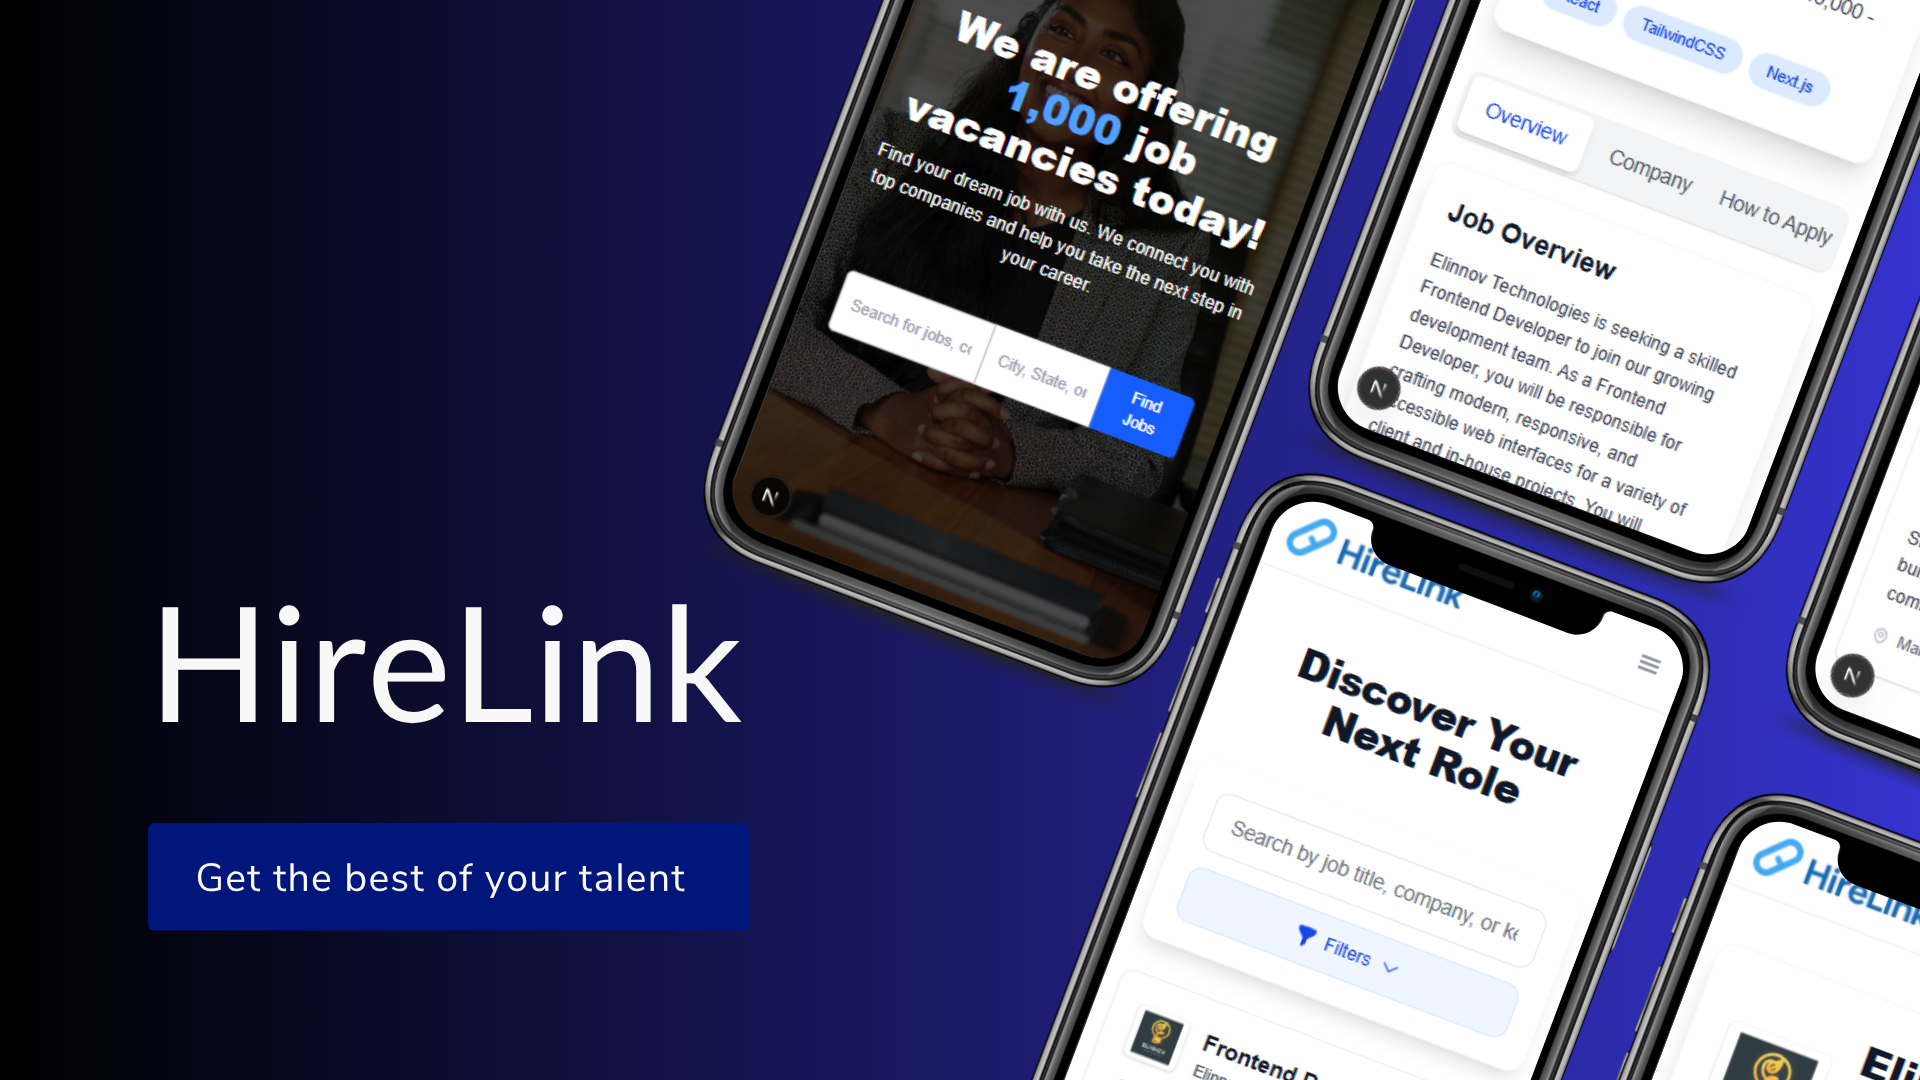 HireLink
Get the best of your talent
We are offering
1,000 job
vacancies today!
Find your dream job with us. We connect you with
top companies and help you take the next step in
your career.
Search for jobs, cc
City, State, or
Find
Jobs
N
TailwindCSS
Next.js
Overview
Company
How to Apply
Job Overview
Elinnov Technologies is seeking a skilled
Frontend Developer to join our growing
development team. As a Frontend
Developer, you will be responsible for
crafting modern, responsive, and
accessible web interfaces for a variety of
client and in-house projects. You will
N
HireLink
Discover Your
Next Role
Search by job title, company, or ke
Filters
ELINNOV
Frontend D
Elinn
N
HireLink
Eli